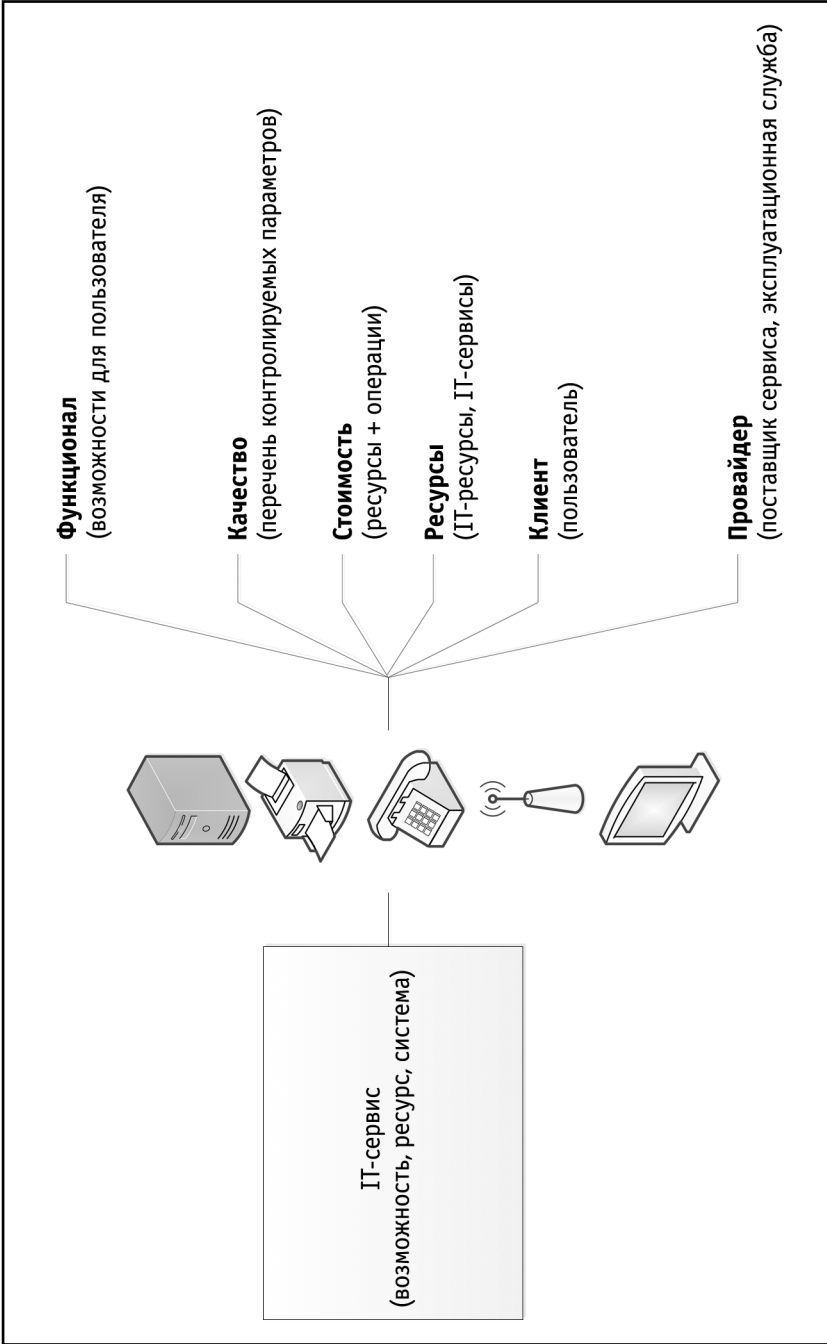 IT-сервис
(возможность, ресурс, система)
Функционал
(возможности для пользователя)
Качество
(перечень контролируемых параметров)
Стоимость
(ресурсы + операции)
Ресурсы
(IT-ресурсы, IT-сервисы)
Клиент
(пользователь)
Провайдер
(поставщик сервиса, эксплуатационная служба)